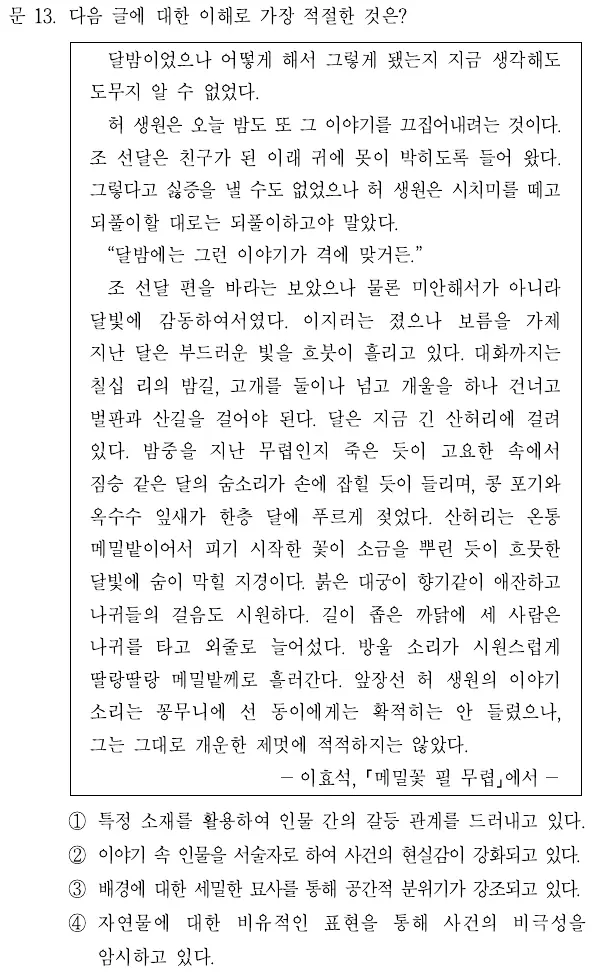 문 13. 다음 글에 대한 이해로 가장 적절한 것은?
달밤이었으나 어떻게 해서 그렇게 됐는지 지금 생각해도
도무지 알 수 없었다.
허 생원은 오늘 밤도 또 그 이야기를 끄집어내려는 것이다.
조 선달은 친구가 된 이래 귀에 못이 박히도록 들어 왔다.
그렇다고 싫증을 낼 수도 없었으나 허 생원은 시치미를 떼고
되풀이할 대로는 되풀이하고야 말았다.
“달밤에는 그런 이야기가 격에 맞거든.”
조 선달 편을 바라는 보았으나 물론 미안해서가 아니라
달빛에 감동하여서였다. 이지러는 졌으나 보름을 가제
지난 달은 부드러운 빛을 흐붓이 흘리고 있다. 대화까지는
칠십 리의 밤길, 고개를 둘이나 넘고 개울을 하나 건너고
벌판과 산길을 걸어야 된다. 달은 지금 긴 산허리에 걸려
있다. 밤중을 지난 무렵인지 죽은 듯이 고요한 속에서
짐승 같은 달의 숨소리가 손에 잡힐 듯이 들리며, 콩 포기와
옥수수 잎새가 한층 달에 푸르게 젖었다. 산허리는 온통
메밀밭이어서 피기 시작한 꽃이 소금을 뿌린 듯이 흐뭇한
달빛에 숨이 막힐 지경이다. 붉은 대궁이 향기같이 애잔하고
나귀들의 걸음도 시원하다. 길이 좁은 까닭에 세 사람은
나귀를 타고 외줄로 늘어섰다. 방울 소리가 시원스럽게
딸랑딸랑 메밀밭께로 흘러간다. 앞장선 허 생원의 이야기
소리는 꽁무니에 선 동이에게는 확적히는 안 들렸으나,
그는 그대로 개운한 제멋에 적적하지는 않았다.
– 이효석, 「메밀꽃 필 무렵」에서 –
① 특정 소재를 활용하여 인물 간의 갈등 관계를 드러내고 있다.
② 이야기 속 인물을 서술자로 하여 사건의 현실감이 강화되고 있다.
③ 배경에 대한 세밀한 묘사를 통해 공간적 분위기가 강조되고 있다.
④ 자연물에 대한 비유적인 표현을 통해 사건의 비극성을
암시하고 있다.